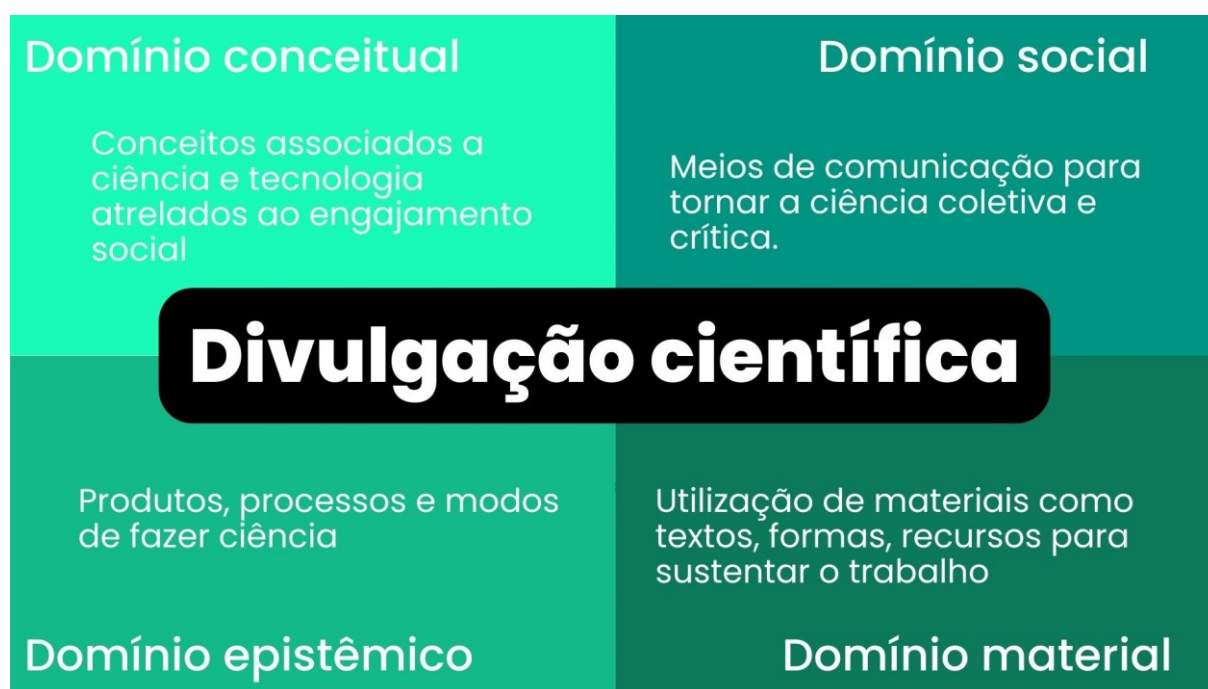 Domínio conceitual
Conceitos associados a
ciência e tecnologia
atrelados ao engajamento
social
Domínio social
Meios de comunicação para
tornar a ciência coletiva e
crítica.
Divulgação científica
Produtos, processos e modos
de fazer ciência
Domínio epistêmico
Utilização de materiais como
textos, formas, recursos para
sustentar o trabalho
Domínio material